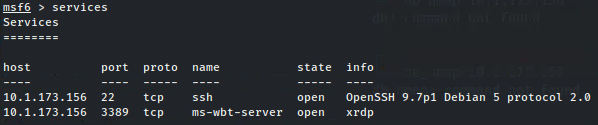 msf6 > services
Services
========
host           port  proto  name           state  info
----           ----  -----  ----           -----  ----
10.1.173.156   22    tcp    ssh            open   OpenSSH 9.7p1 Debian 5 protocol 2.0
10.1.173.156   3389  tcp    ms-wbt-server  open   xrdp